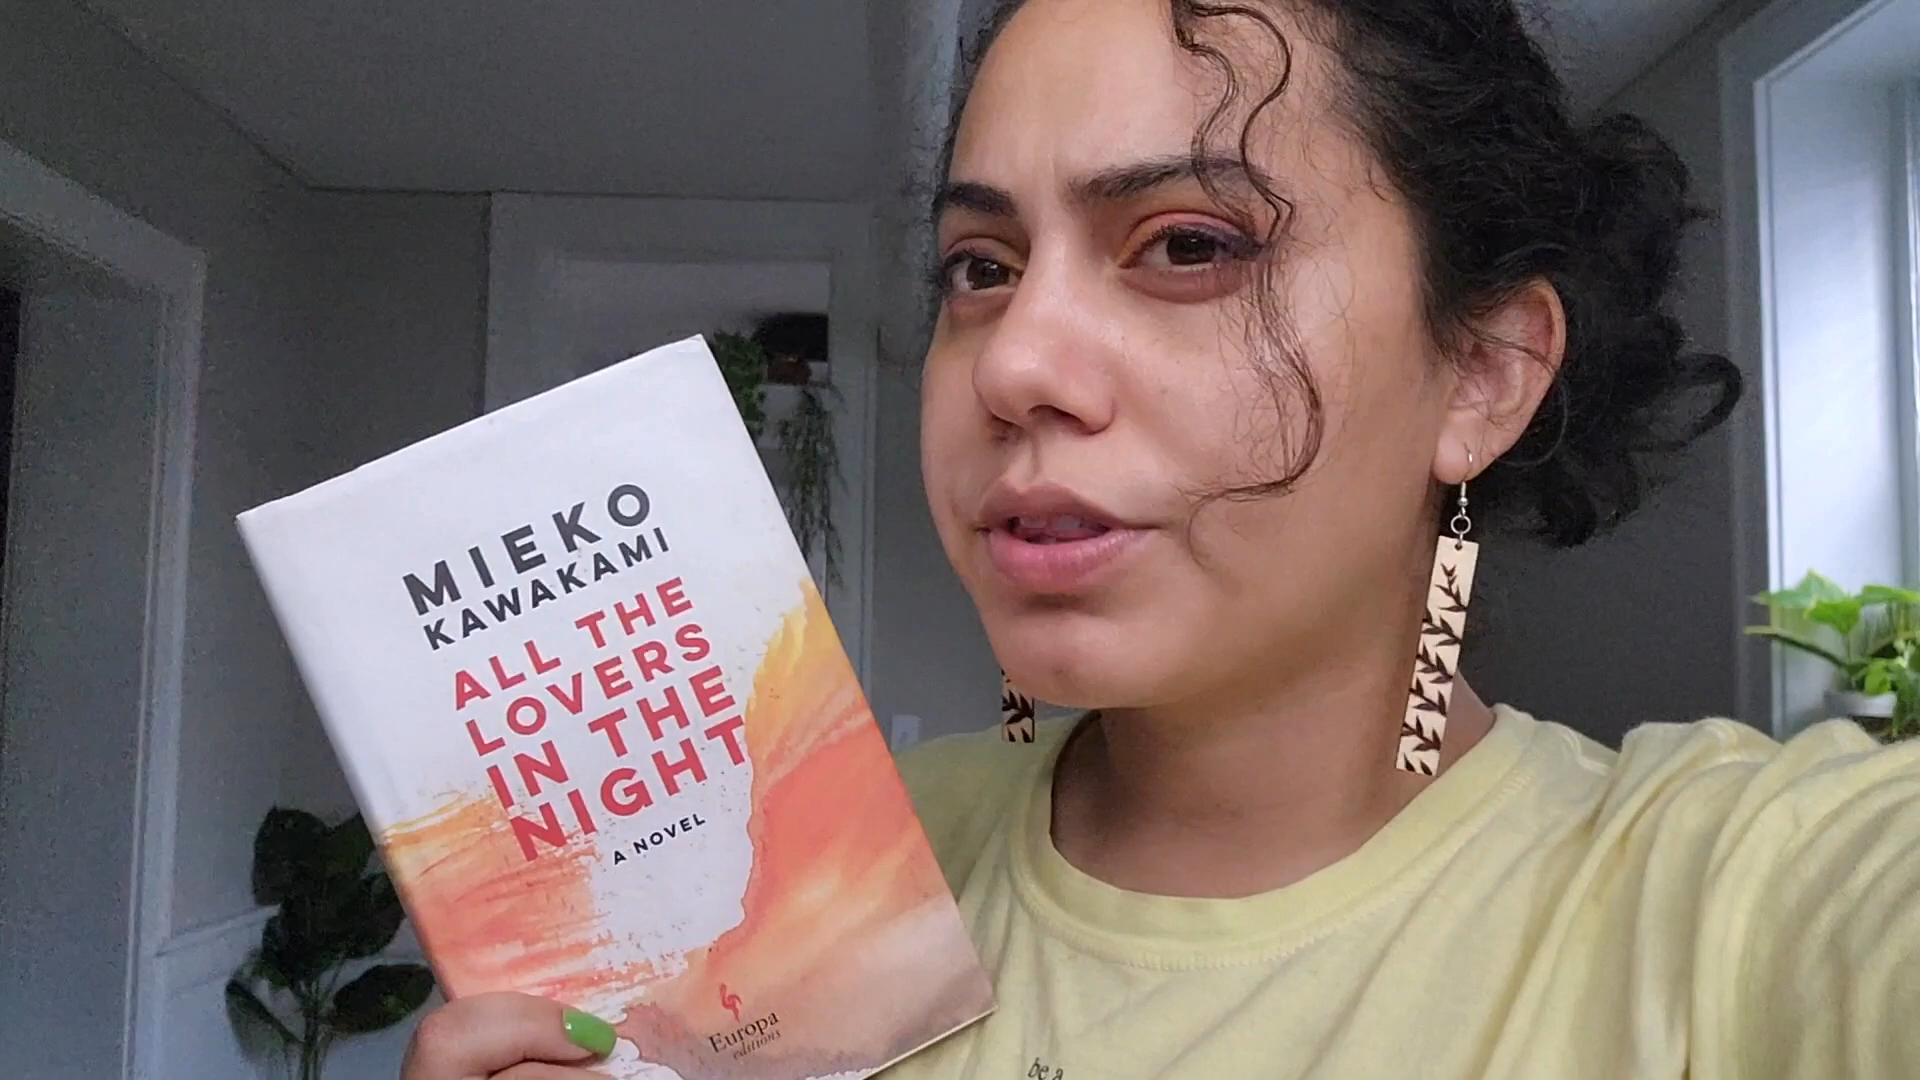 MIEKO
KAWAKAMI
ALL THE
LOVERS
IN THE
NIGHT
A NOVEL
Europa
editions
be a